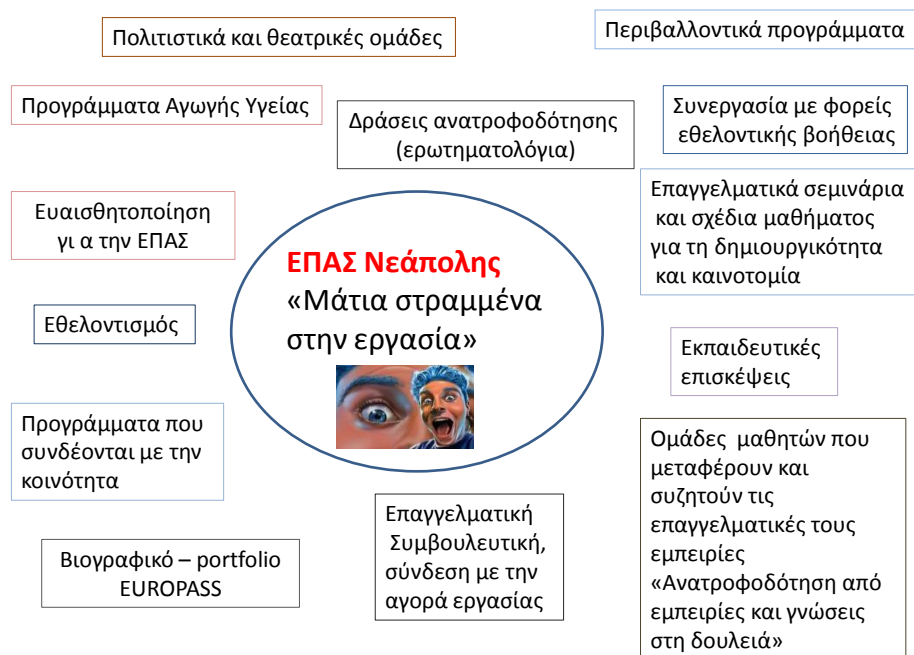 Πολιτιστικά και θεατρικές ομάδες
Περιβαλλοντικά προγράμματα
Προγράμματα Αγωγής Υγείας
Δράσεις ανατροφοδότησης
(ερωτηματολόγια)
Συνεργασία με φορείς
εθελοντικής βοήθειας
Ευαισθητοποίηση
γι α την ΕΠΑΣ
ΕΠΑΣ Νεάπολης
«Μάτια στραμμένα
στην εργασία»
Επαγγελματικά σεμινάρια
και σχέδια μαθήματος
για τη δημιουργικότητα
και καινοτομία
Εθελοντισμός
Εκπαιδευτικές
επισκέψεις
Προγράμματα που
συνδέονται με την
κοινότητα
Επαγγελματική
Συμβουλευτική,
σύνδεση με την
αγορά εργασίας
Ομάδες μαθητών που
μεταφέρουν και
συζητούν τις
επαγγελματικές τους
εμπειρίες
«Ανατροφοδότηση από
εμπειρίες και γνώσεις
στη δουλειά»
Βιογραφικό – portfolio
EUROPASS